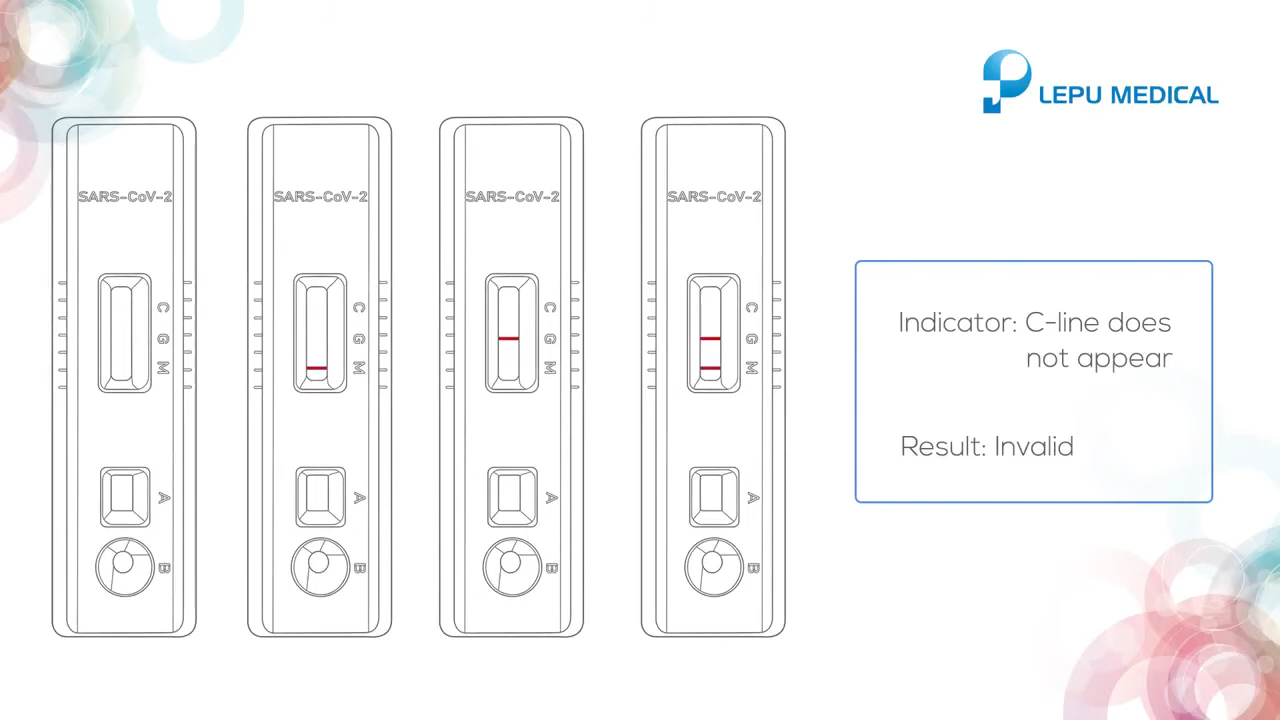 LEPU MEDICAL
SARS-CoV-2
C
G
M
A
B
SARS-CoV-2
C
G
M
A
B
SARS-CoV-2
C
G
M
A
B
SARS-CoV-2
C
G
M
A
B
Indicator: C-line does
not appear
Result: Invalid